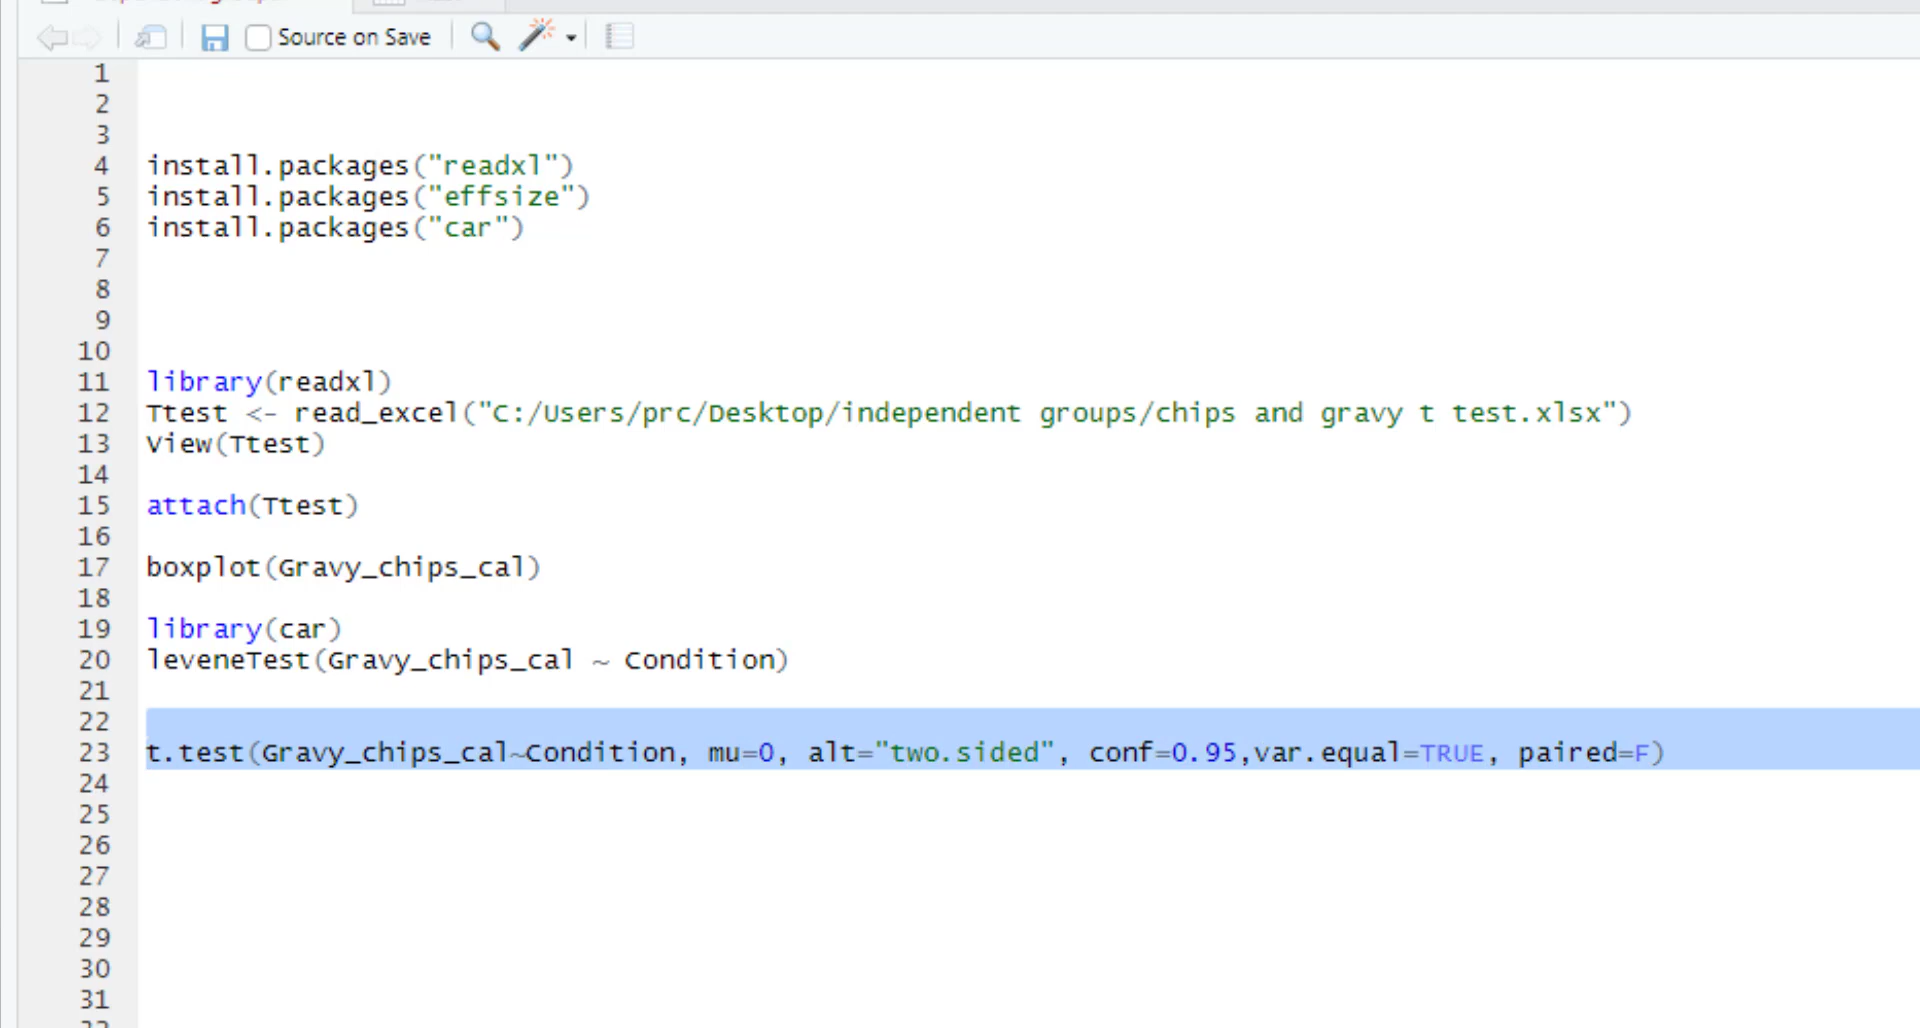 Source on Save
1
2
3
4 install.packages("readxl")
5 install.packages("effsize")
6 install.packages("car")
7
8
9
10
11 library(readxl)
12 Ttest <- read_excel("C:/Users/prc/Desktop/independent groups/chips and gravy t test.xlsx")
13 View(Ttest)
14
15 attach(Ttest)
16
17 boxplot(Gravy_chips_cal)
18
19 library(car)
20 leveneTest(Gravy_chips_cal ~ Condition)
21
22
23 t.test(Gravy_chips_cal~Condition, mu=0, alt="two.sided", conf=0.95,var.equal=TRUE, paired=F)
24
25
26
27
28
29
30
31